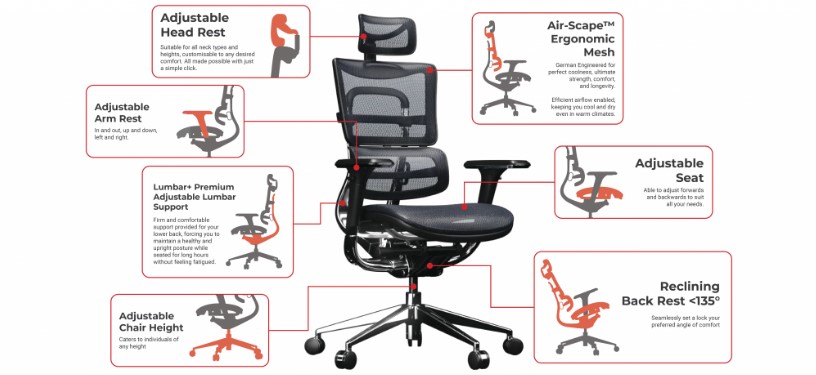 Adjustable
Head Rest
Suitable for all neck types and
heights, customisable to any desired
comfort. All made possible with just
a simple click.
Air-Scape™
Ergonomic
Mesh
German Engineered for
perfect coolness, ultimate
strength, comfort,
and longevity.
Efficient airflow enabled,
keeping you cool and dry
even in warm climates.
Adjustable
Arm Rest
In and out, up and down,
left and right.
Adjustable
Seat
Able to adjust forwards
and backwards to suit
all your needs.
Lumbar+ Premium
Adjustable Lumbar
Support
Firm and comfortable
support provided for your
lower back, forcing you to
maintain a healthy and
upright posture while
seated for long hours
without feeling fatigued.
Reclining
Back Rest <135°
Seamlessly set & lock your
preferred angle of comfort
Adjustable
Chair Height
Caters to individuals of
any height